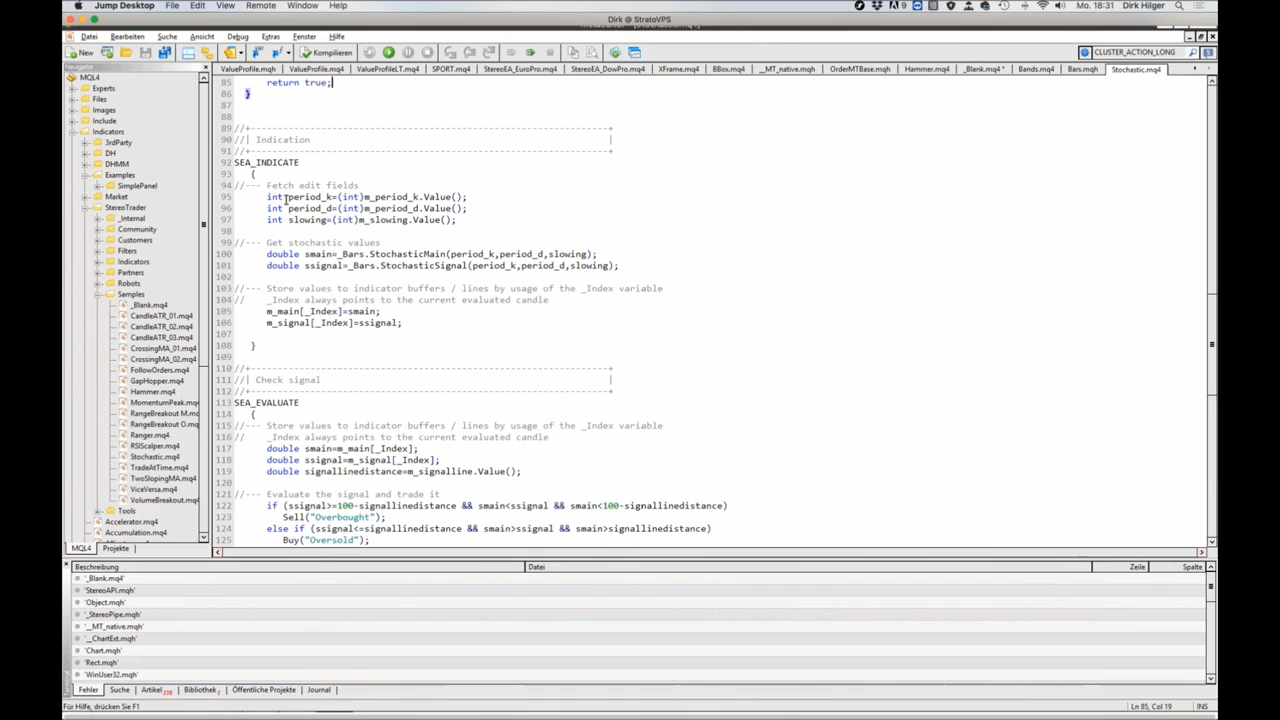 Jump Desktop File Edit View Remote Window Help
Mo. 18:31 Dirk Hilger
Dirk @ StratoVPS
Datei Bearbeiten Suche Ansicht Debug Extras Fenster Hilfe
New Kompilieren CLUSTER_ACTION_LONG
Navigator
ValueProfile.mqh ValueProfile.mq4 ValueProfileLT.mq4 SPORT.mq4 StereoEA_EuroPro.mq4 StereoEA_DowPro.mq4 XFrame.mq4 BBox.mq4 __MT_native.mqh OrderMTBase.mqh Hammer.mq4 _Blank.mq4 * Bands.mq4 Bars.mqh Stochastic.mq4
MQL4
Experts
Files
Images
Include
Indicators
3rdParty
DH
DHMM
Examples
SimplePanel
Market
StereoTrader
_Internal
Community
Customers
Filters
Indicators
Partners
Robots
Samples
_Blank.mq4
CandleATR_01.mq4
CandleATR_02.mq4
CandleATR_03.mq4
CrossingMA_01.mq4
CrossingMA_02.mq4
FollowOrders.mq4
GapHopper.mq4
Hammer.mq4
MomentumPeak.mq4
RangeBreakout M.mq4
RangeBreakout O.mq4
Ranger.mq4
RSIScalper.mq4
Stochastic.mq4
TradeAtTime.mq4
TwoSlopingMA.mq4
ViceVersa.mq4
VolumeBreakout.mq4
Tools
Accelerator.mq4
Accumulation.mq4
MQL4 Projekte
85 return true;
86 }
87
88
89 //+------------------------------------------------------------------+
90 //| Indication |
91 //+------------------------------------------------------------------+
92 SEA_INDICATE
93 {
94 //--- Fetch edit fields
95 int period_k=(int)m_period_k.Value();
96 int period_d=(int)m_period_d.Value();
97 int slowing=(int)m_slowing.Value();
98
99 //--- Get stochastic values
100 double smain=_Bars.StochasticMain(period_k,period_d,slowing);
101 double ssignal=_Bars.StochasticSignal(period_k,period_d,slowing);
102
103 //--- Store values to indicator buffers / lines by usage of the _Index variable
104 // _Index always points to the current evaluated candle
105 m_main[_Index]=smain;
106 m_signal[_Index]=ssignal;
107
108 }
109
110 //+------------------------------------------------------------------+
111 //| Check signal |
112 //+------------------------------------------------------------------+
113 SEA_EVALUATE
114 {
115 //--- Store values to indicator buffers / lines by usage of the _Index variable
116 // _Index always points to the current evaluated candle
117 double smain=m_main[_Index];
118 double ssignal=m_signal[_Index];
119 double signallinedistance=m_signalline.Value();
120
121 //--- Evaluate the signal and trade it
122 if (ssignal>=100-signallinedistance && smain<ssignal && smain<100-signallinedistance)
123 Sell("Overbought");
124 else if (ssignal<=signallinedistance && smain>ssignal && smain>signallinedistance)
125 Buy("Oversold");
Beschreibung Datei Zeile Spalte
'_Blank.mq4'
'StereoAPI.mqh'
'Object.mqh'
'_StereoPipe.mqh'
'__MT_native.mqh'
'__ChartExt.mqh'
'Chart.mqh'
'Rect.mqh'
'WinUser32.mqh'
Fehler Suche Artikel Bibliothek Öffentliche Projekte Journal
Für Hilfe, drücken Sie F1 Ln 85, Col 19 INS